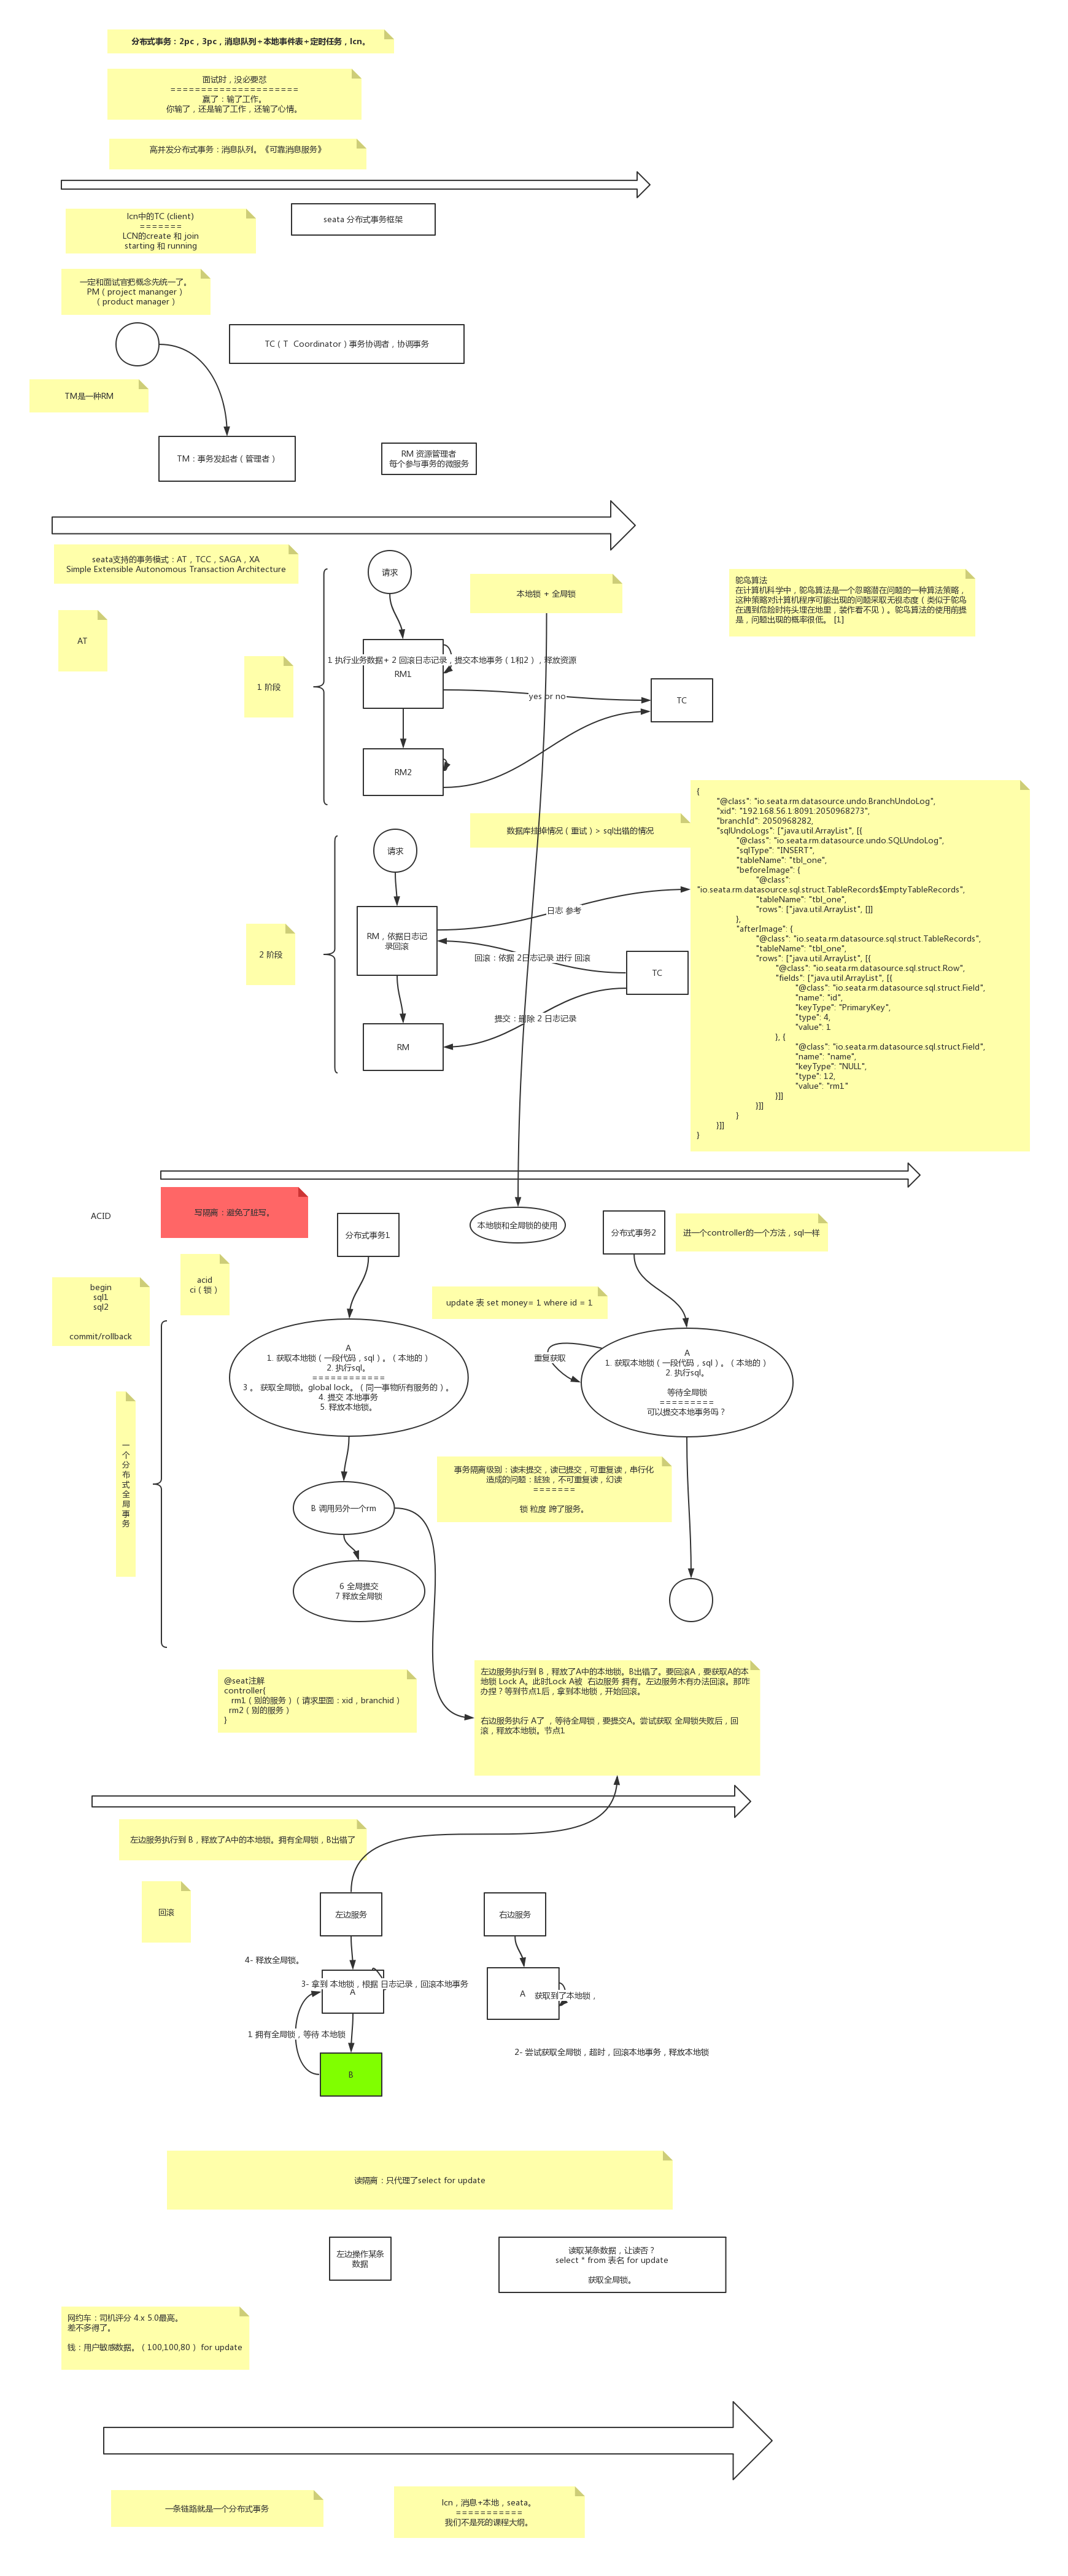 分布式事务：2pc，3pc，消息队列+本地事件表+定时任务，lcn。
面试时，没必要怼
=====================
赢了：输了工作。
你输了，还是输了工作，还输了心情。
高并发分布式事务：消息队列。《可靠消息服务》
lcn中的TC (client)
=======
LCN的create 和 join
starting 和 running
seata 分布式事务框架
一定和面试官把概念先统一了。
PM（project mananger）
（product manager）
TC（T  Coordinator）事务协调者，协调事务
TM是一种RM
TM：事务发起者（管理者）
RM 资源管理者
每个参与事务的微服务
seata支持的事务模式：AT，TCC，SAGA，XA
Simple Extensible Autonomous Transaction Architecture
请求
本地锁 + 全局锁
鸵鸟算法
在计算机科学中，鸵鸟算法是一个忽略潜在问题的一种算法策略，
这种策略对计算机程序可能出现的问题采取无视态度（类似于鸵鸟
在遇到危险时将头埋在地里，装作看不见）。鸵鸟算法的使用前提
是，问题出现的概率很低。 [1]
AT
1 阶段
1 执行业务数据+ 2 回滚日志记录，提交本地事务（1和2），释放资源
RM1
yes or no
TC
RM2
数据库挂掉情况（重试）> sql出错的情况
{
"@class": "io.seata.rm.datasource.undo.BranchUndoLog",
"xid": "192.168.56.1:8091:2050968273",
"branchId": 2050968282,
"sqlUndoLogs": ["java.util.ArrayList", [{
"@class": "io.seata.rm.datasource.undo.SQLUndoLog",
"sqlType": "INSERT",
"tableName": "tbl_one",
"beforeImage": {
"@class":
"io.seata.rm.datasource.sql.struct.TableRecords$EmptyTableRecords",
"tableName": "tbl_one",
"rows": ["java.util.ArrayList", []]
},
"afterImage": {
"@class": "io.seata.rm.datasource.sql.struct.TableRecords",
"tableName": "tbl_one",
"rows": ["java.util.ArrayList", [{
"@class": "io.seata.rm.datasource.sql.struct.Row",
"fields": ["java.util.ArrayList", [{
"@class": "io.seata.rm.datasource.sql.struct.Field",
"name": "id",
"keyType": "PrimaryKey",
"type": 4,
"value": 1
}, {
"@class": "io.seata.rm.datasource.sql.struct.Field",
"name": "name",
"keyType": "NULL",
"type": 12,
"value": "rm1"
}]]
}]]
}
}]]
}
请求
2 阶段
RM，依据日志记
录回滚
日志 参考
回滚：依据 2日志记录 进行 回滚
TC
提交：删除 2 日志记录
RM
ACID
写隔离：避免了脏写。
分布式事务1
本地锁和全局锁的使用
分布式事务2
进一个controller的一个方法，sql一样
acid
ci（锁）
begin
sql1
sql2
commit/rollback
update 表 set money= 1 where id = 1
A
1. 获取本地锁（一段代码，sql）。（本地的）
2. 执行sql。
============
3 。 获取全局锁。global lock。（同一事物所有服务的）。
4. 提交 本地事务
5. 释放本地锁。
重复获取
A
1. 获取本地锁（一段代码，sql）。（本地的）
2. 执行sql。
等待全局锁
=========
可以提交本地事务吗？
一个分布式全局事务
事务隔离级别：读未提交，读已提交，可重复读，串行化
造成的问题：脏独，不可重复读，幻读
=======
锁 粒度 跨了服务。
B 调用另外一个rm
6 全局提交
7 释放全局锁
@seat注解
controller{
rm1（别的服务）（请求里面：xid，branchid）
rm2（别的服务）
}
左边服务执行到 B，释放了A中的本地锁。B出错了。要回滚A，要获取A的本
地锁 Lock A。此时Lock A被  右边服务 拥有。左边服务木有办法回滚。那咋
办捏？等到节点1后，拿到本地锁，开始回滚。
右边服务执行 A了 ，等待全局锁，要提交A。尝试获取 全局锁失败后，回
滚，释放本地锁。节点1
左边服务执行到 B，释放了A中的本地锁。拥有全局锁，B出错了
回滚
左边服务
右边服务
4- 释放全局锁。
3- 拿到 本地锁，根据 日志记录，回滚本地事务
A
A
获取到了本地锁，
1 拥有全局锁，等待 本地锁
2- 尝试获取全局锁，超时，回滚本地事务，释放本地锁
B
读隔离：只代理了select for update
左边操作某条
数据
读取某条数据，让读否？
select * from 表名 for update
获取全局锁。
网约车：司机评分 4.x 5.0最高。
差不多得了。
钱：用户敏感数据。（100,100,80） for update
一条链路就是一个分布式事务
lcn，消息+本地，seata。
===========
我们不是死的课程大纲。